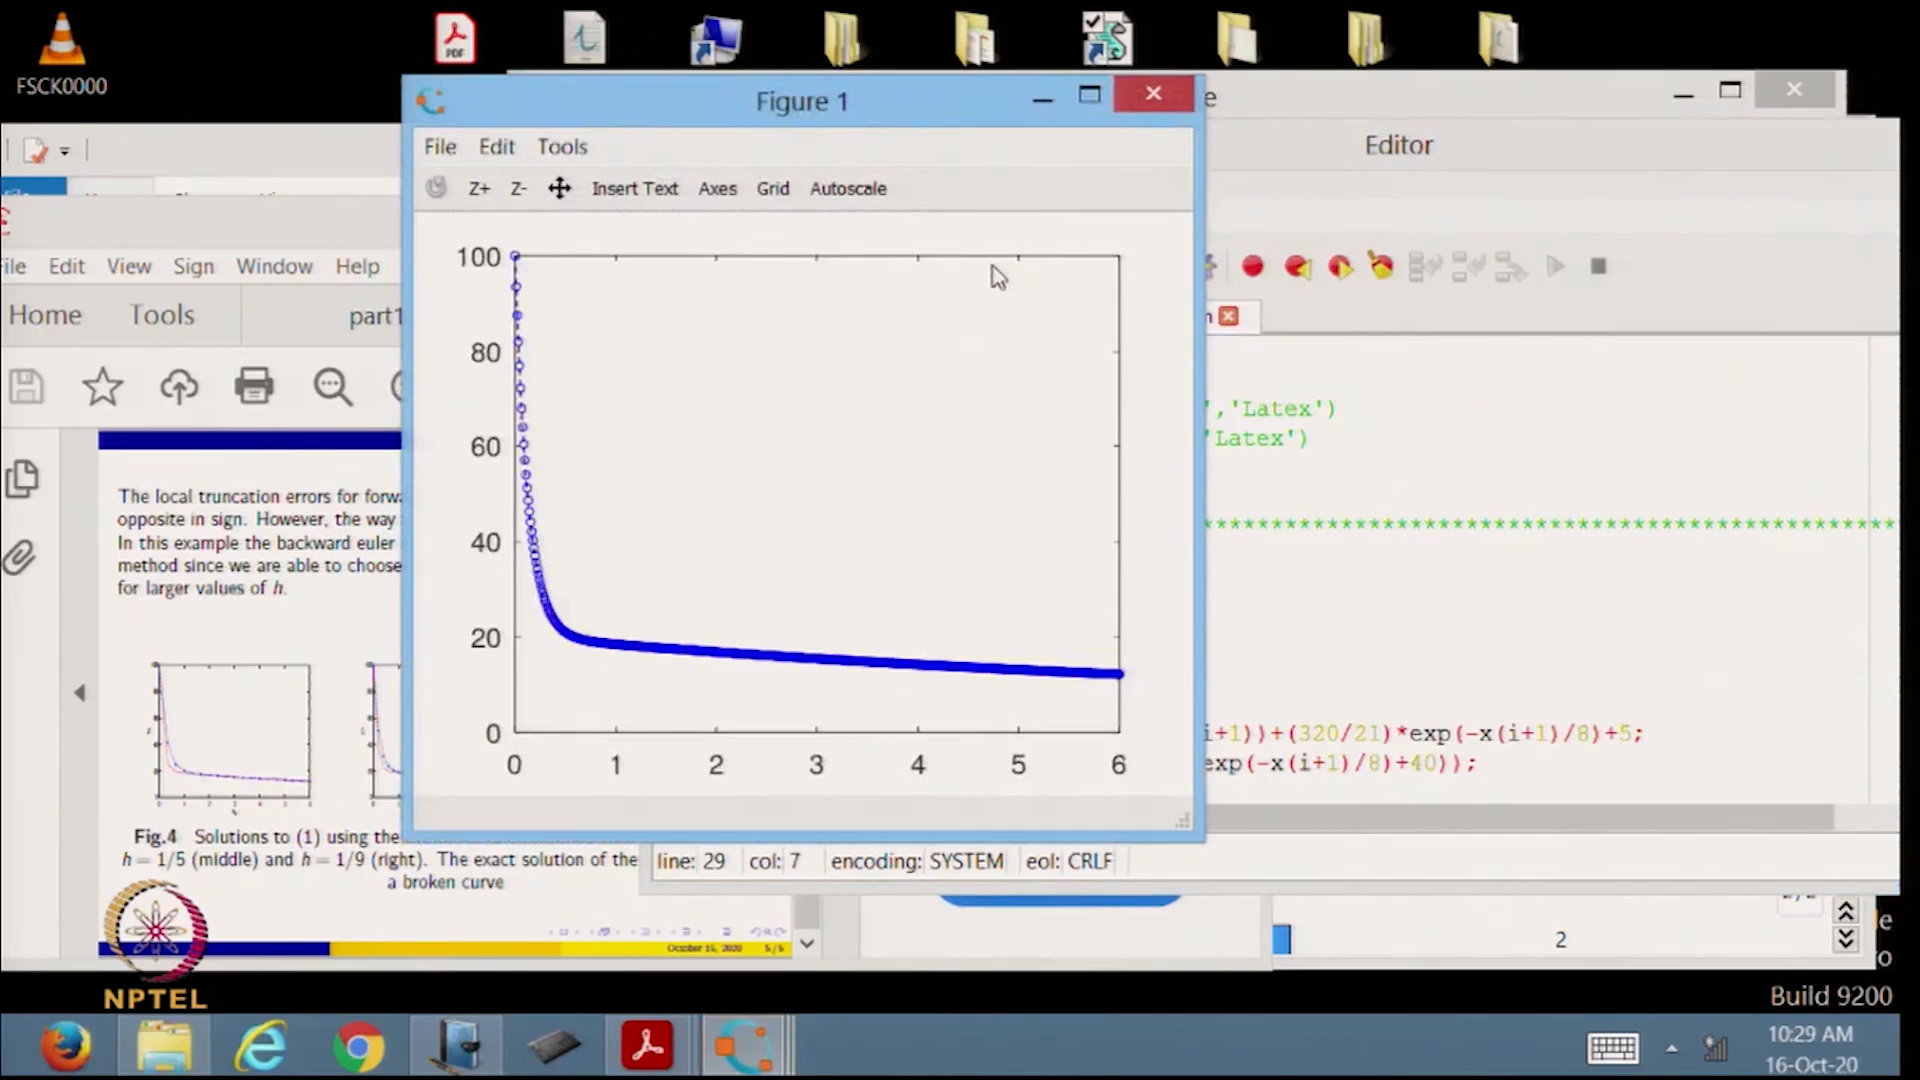 FSCK0000
Figure 1
e
Editor
File Edit Tools
Z+ Z- Insert Text Axes Grid Autoscale
File Edit View Sign Window Help
Home Tools part1
100
80
60
40
20
0
0 1 2 3 4 5 6
','Latex')
'Latex')
**************************************************
i+1))+(320/21)*exp(-x(i+1)/8)+5;
exp(-x(i+1)/8)+40));
The local truncation errors for forw
opposite in sign. However, the way
In this example the backward euler
method since we are able to choose
for larger values of h.
Fig.4 Solutions to (1) using the
h = 1/5 (middle) and h = 1/9 (right). The exact solution of the
a broken curve
October 15, 2020 5/5
line: 29 col: 7 encoding: SYSTEM eol: CRLF
2
NPTEL
Build 9200
10:29 AM
16-Oct-20